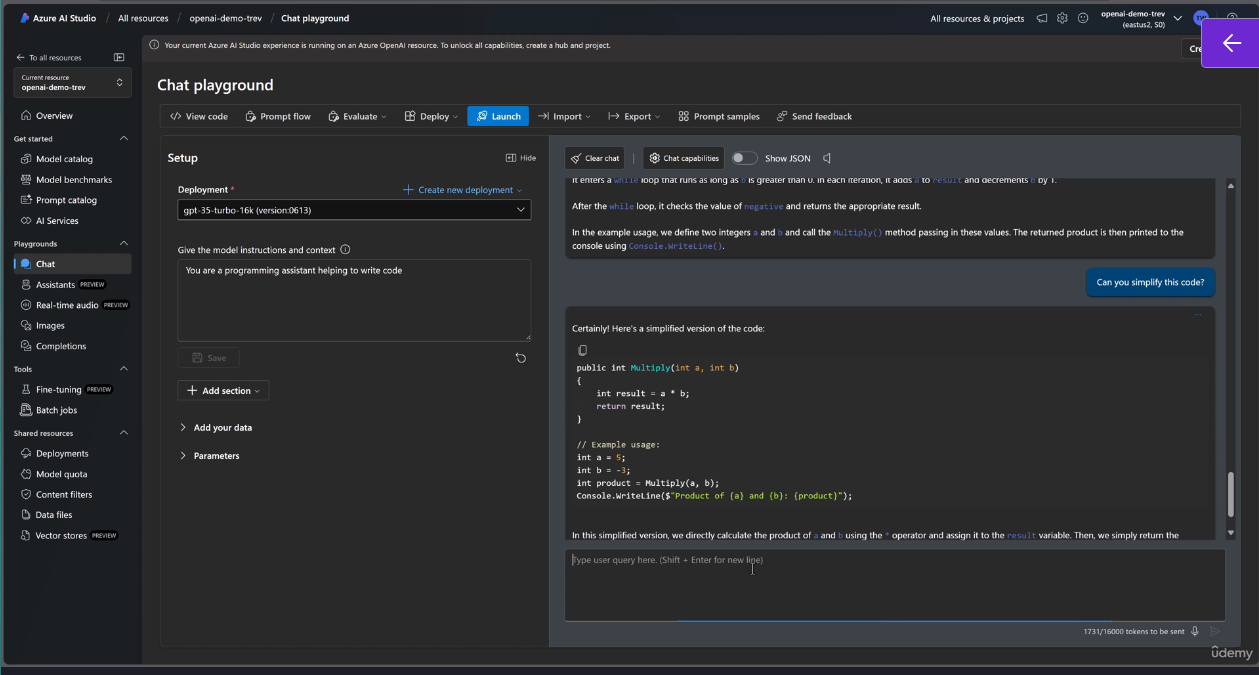 Azure AI Studio / All resources / openai-demo-trev / Chat playground
All resources & projects
openai-demo-trev
(eastus2, S0)
Your current Azure AI Studio experience is running on an Azure OpenAI resource. To unlock all capabilities, create a hub and project.
To all resources
Current resource
openai-demo-trev
Overview
Get started
Model catalog
Model benchmarks
Prompt catalog
AI Services
Playgrounds
Chat
Assistants PREVIEW
Real-time audio PREVIEW
Images
Completions
Tools
Fine-tuning PREVIEW
Batch jobs
Shared resources
Deployments
Model quota
Content filters
Data files
Vector stores PREVIEW
Chat playground
</> View code
Prompt flow
Evaluate
Deploy
Launch
Import
Export
Prompt samples
Send feedback
Setup
Hide
Deployment *
+ Create new deployment
gpt-35-turbo-16k (version:0613)
Give the model instructions and context
You are a programming assistant helping to write code
Save
+ Add section
Add your data
Parameters
Clear chat
Chat capabilities
Show JSON
It enters a while loop that runs as long as b is greater than 0. In each iteration, it adds a to result and decrements b by 1.
After the while loop, it checks the value of negative and returns the appropriate result.
In the example usage, we define two integers a and b and call the Multiply() method passing in these values. The returned product is then printed to the
console using Console.WriteLine().
Can you simplify this code?
Certainly! Here's a simplified version of the code:
public int Multiply(int a, int b)
{
    int result = a * b;
    return result;
}
// Example usage:
int a = 5;
int b = -3;
int product = Multiply(a, b);
Console.WriteLine($"Product of {a} and {b}: {product}");
In this simplified version, we directly calculate the product of a and b using the * operator and assign it to the result variable. Then, we simply return the
Type user query here. (Shift + Enter for new line)
1731/16000 tokens to be sent
udemy